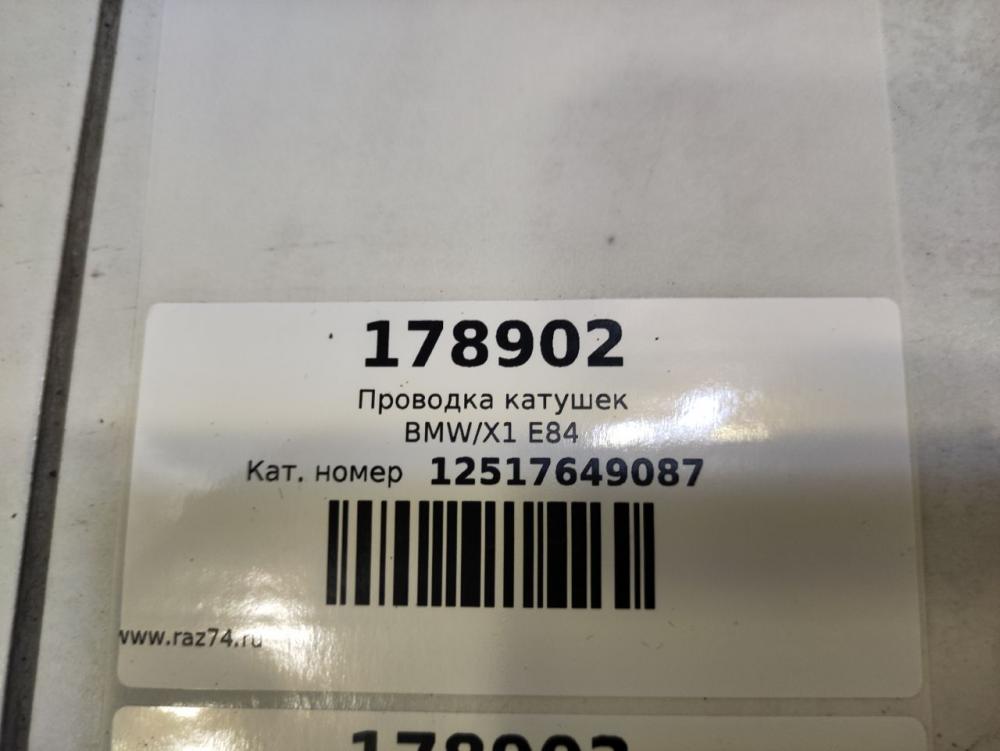 178902
Проводка катушек
BMW/X1 E84
Кат. номер 12517649087
www.raz74.ru